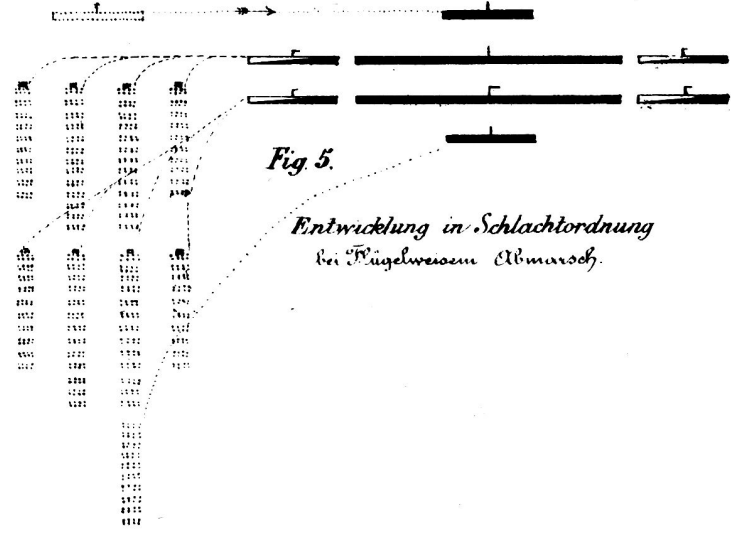 Fig. 5.
Entwicklung in Schlachtordnung
bei Flügelweisem Abmarsch.